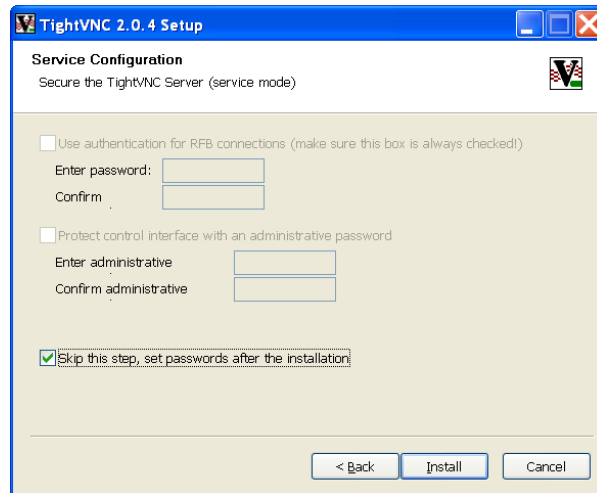 TightVNC 2.0.4 Setup
Service Configuration
Secure the TightVNC Server (service mode)
Use authentication for RFB connections (make sure this box is always checked!)
Enter password:
Confirm
Protect control interface with an administrative password
Enter administrative
Confirm administrative
Skip this step, set passwords after the installation
< Back Install Cancel